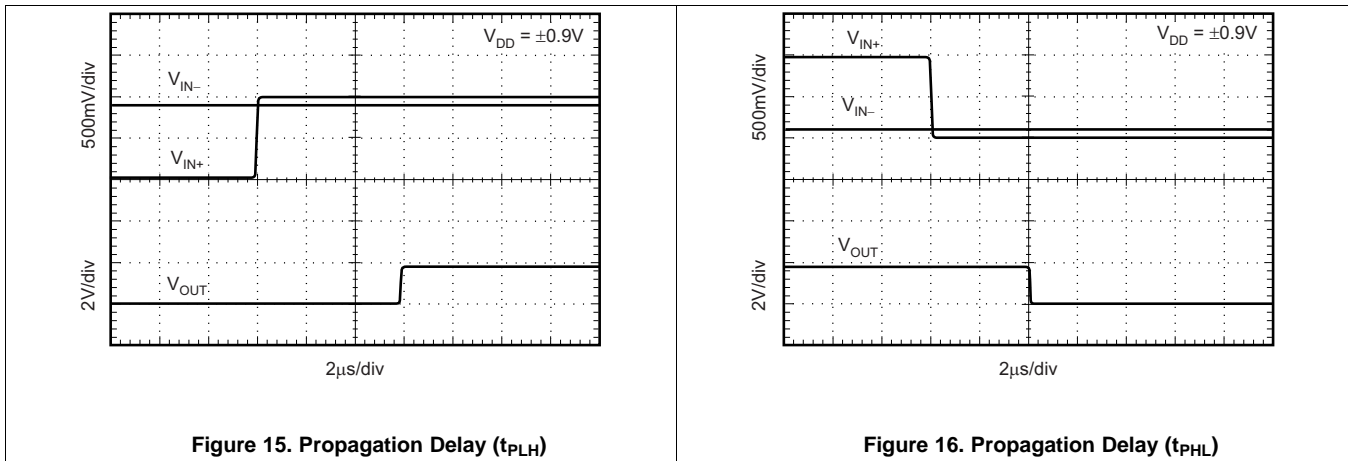 V_DD = ±0.9V
500mV/div
V_IN−
V_IN+
2V/div
V_OUT
2µs/div
Figure 15. Propagation Delay (t_PLH)
V_DD = ±0.9V
500mV/div
V_IN+
V_IN−
2V/div
V_OUT
2µs/div
Figure 16. Propagation Delay (t_PHL)